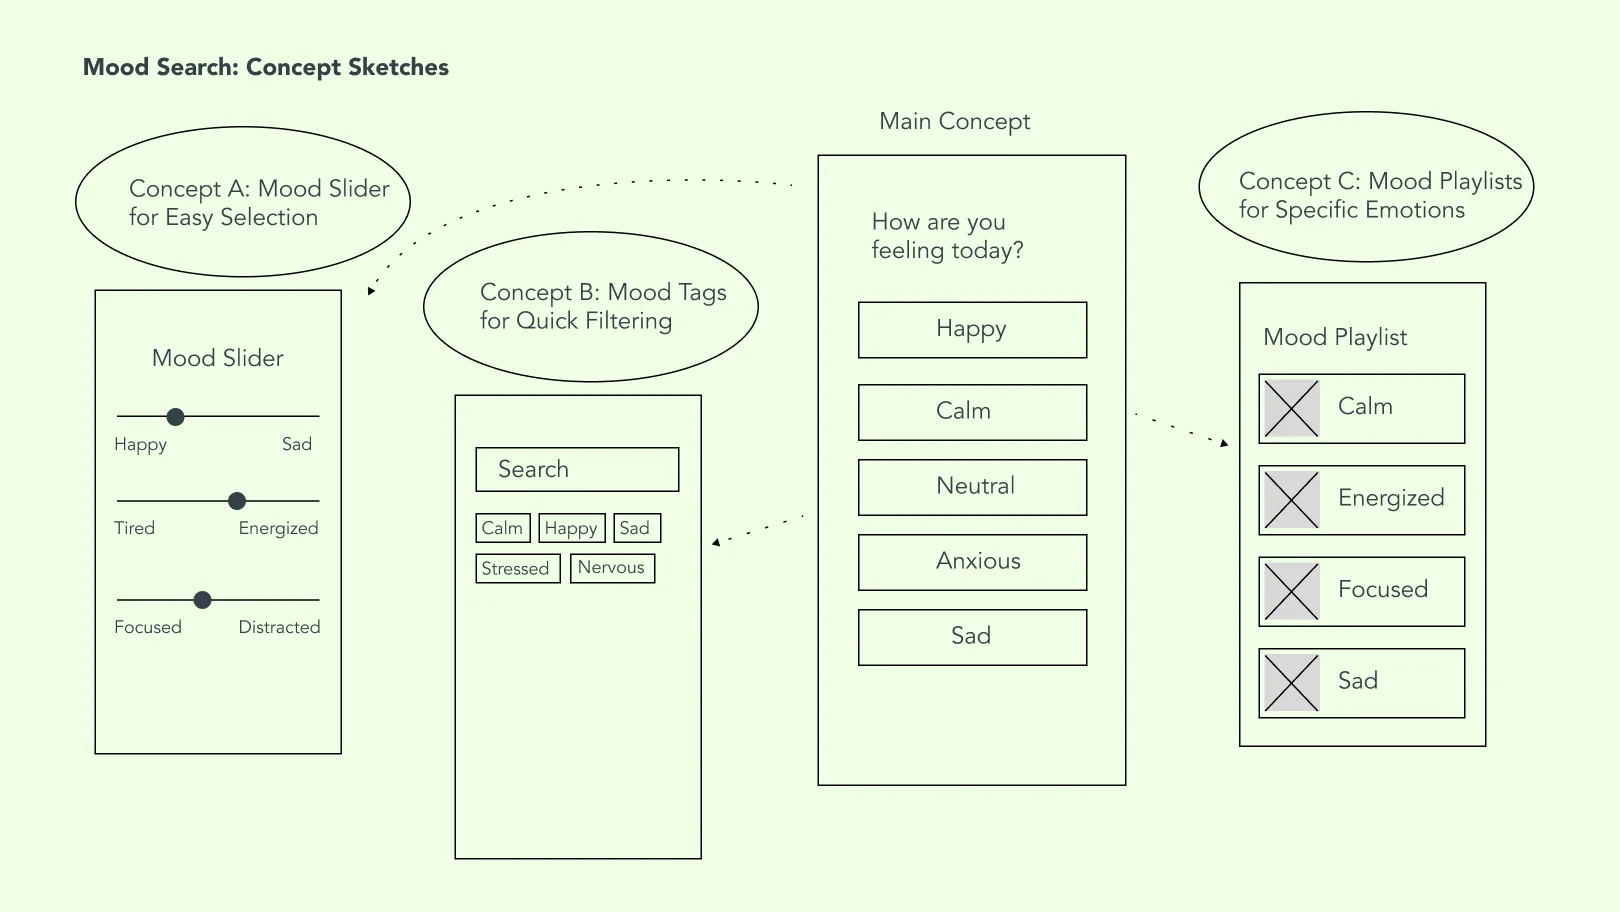 Mood Search: Concept Sketches
Concept A: Mood Slider
for Easy Selection
Mood Slider
Happy
Sad
Tired
Energized
Focused
Distracted
Concept B: Mood Tags
for Quick Filtering
Search
Calm
Happy
Sad
Stressed
Nervous
Main Concept
How are you
feeling today?
Happy
Calm
Neutral
Anxious
Sad
Concept C: Mood Playlists
for Specific Emotions
Mood Playlist
Calm
Energized
Focused
Sad